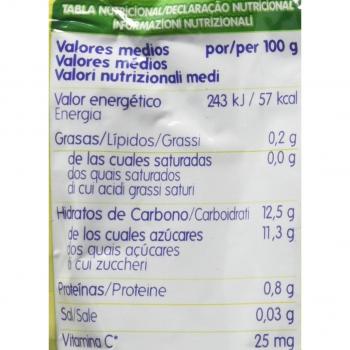 TABLA NUTRICIONAL/DECLARAÇÃO NUTRICIONAL
INFORMAZIONI NUTRIZIONALI
Valores medios por/per 100 g
Valores médios
Valori nutrizionali medi
Valor energético 243 kJ / 57 kcal
Energia
Grasas/Lípidos/Grassi 0,2 g
de las cuales saturadas 0,0 g
dos quais saturados
di cui acidi grassi saturi
Hidratos de Carbono/Carboidrati 12,5 g
de los cuales azúcares 11,3 g
dos quais açúcares
di cui zuccheri
Proteínas/Proteine 0,8 g
Sal/Sale 0,03 g
Vitamina C* 25 mg